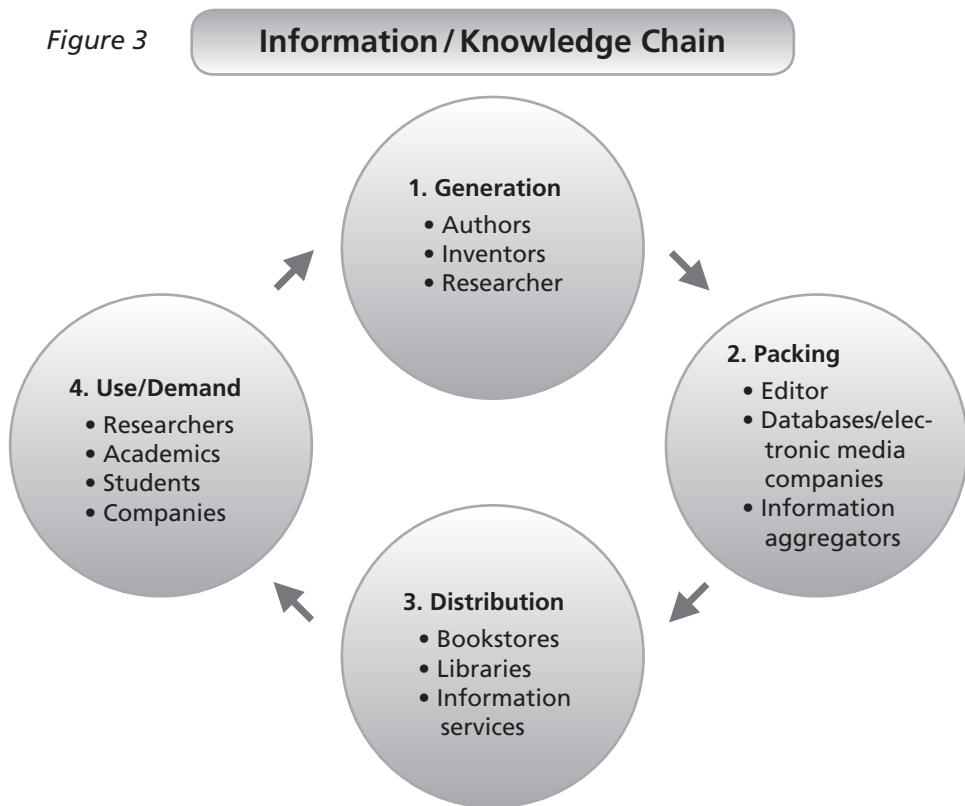 Figure 3
Information / Knowledge Chain
1. Generation
• Authors
• Inventors
• Researcher
2. Packing
• Editor
• Databases/elec-
tronic media
companies
• Information
aggregators
3. Distribution
• Bookstores
• Libraries
• Information
services
4. Use/Demand
• Researchers
• Academics
• Students
• Companies